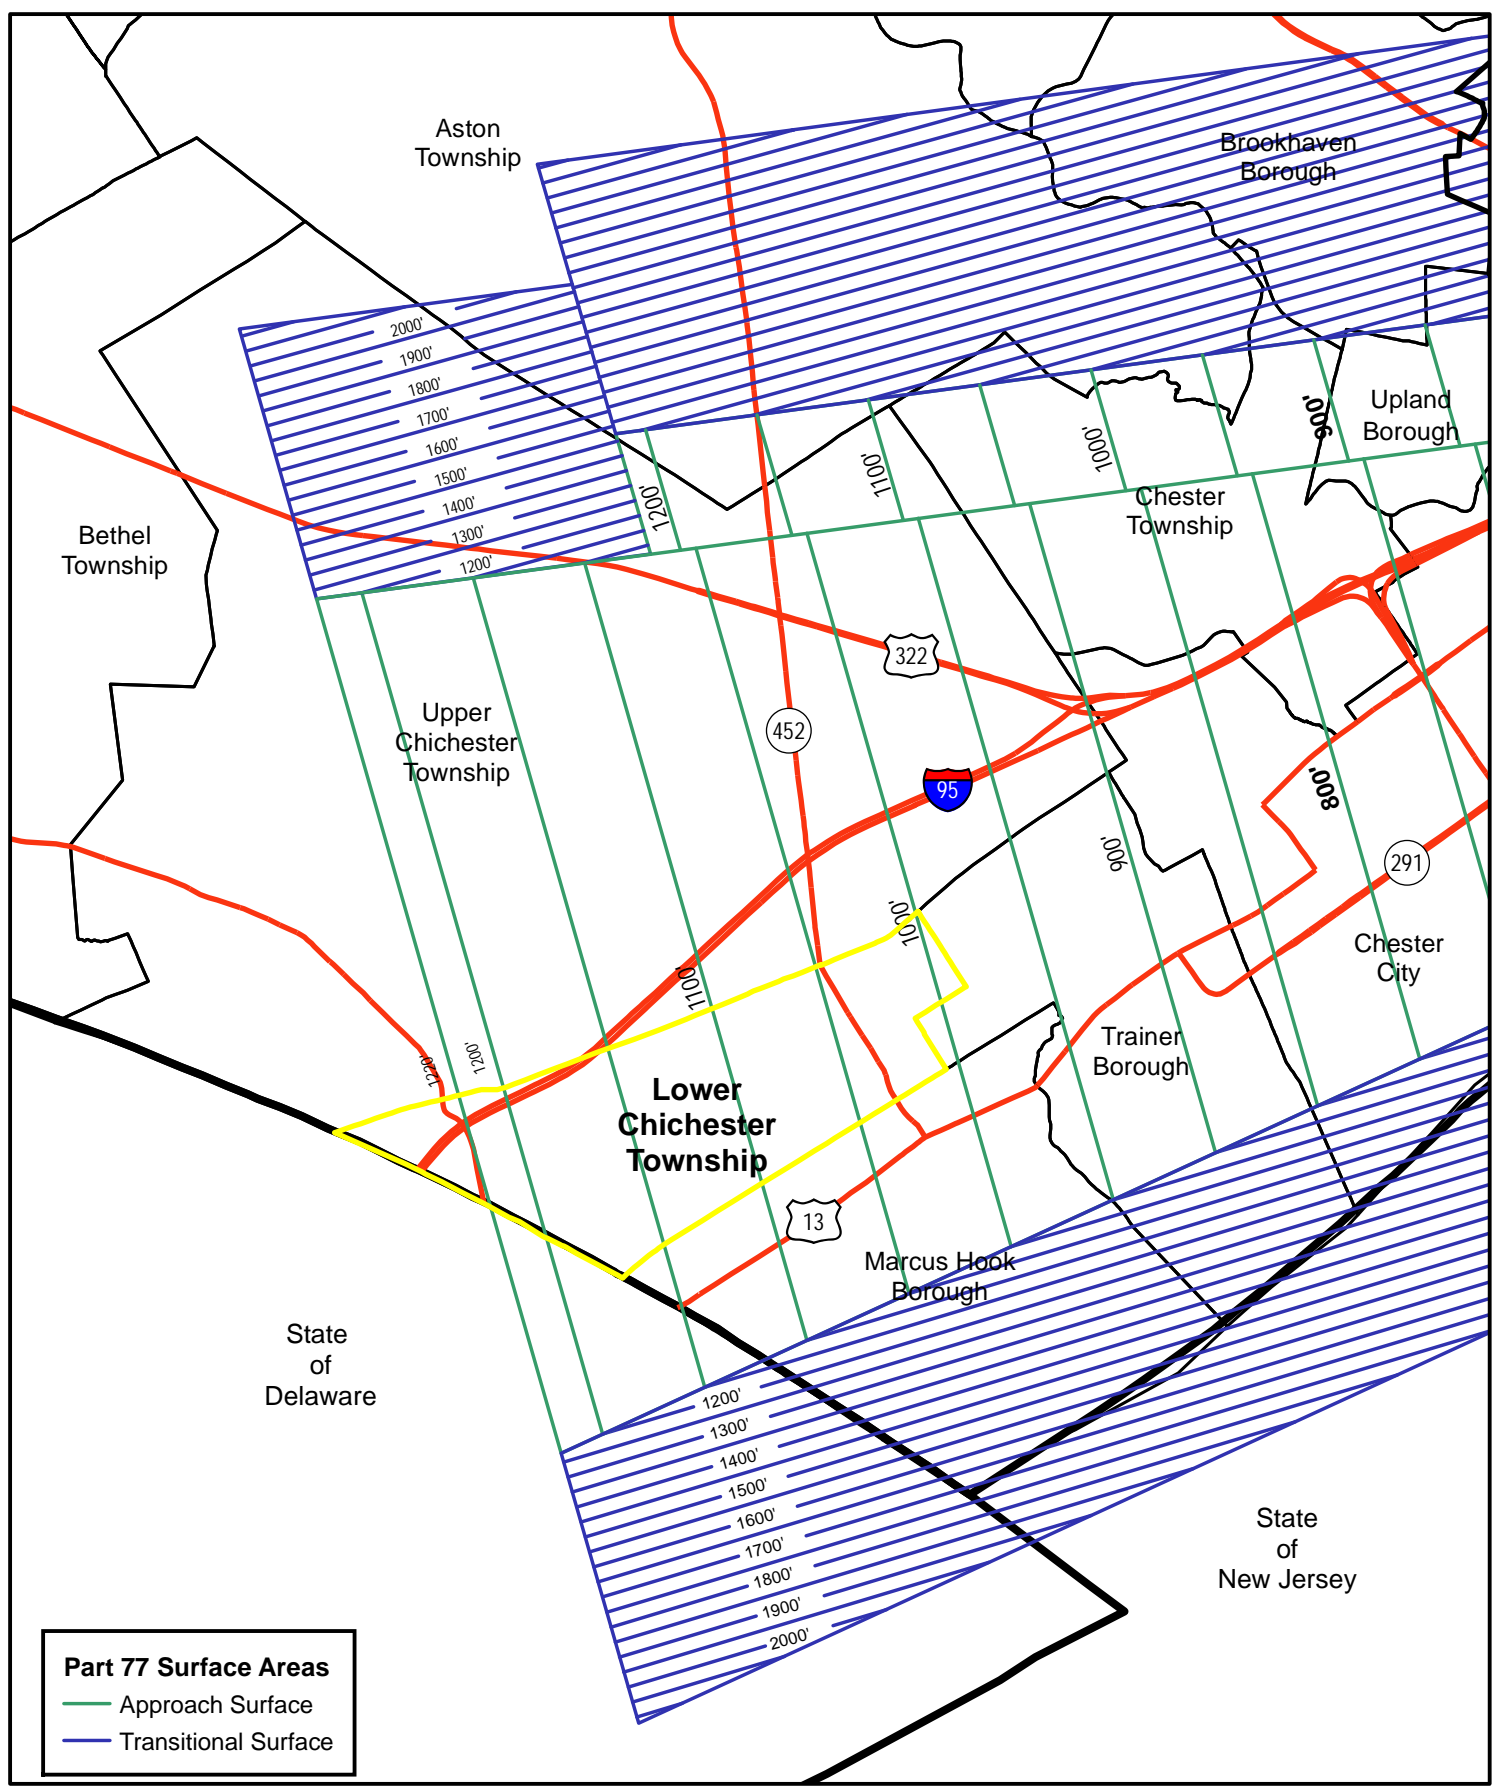 Aston
Township
Brookhaven
Borough
2000'
1900'
1800'
1700'
1600'
1500'
1400'
1300'
1200'
1200'
1100'
1000'
900'
Upland
Borough
Chester
Township
Bethel
Township
322
Upper
Chichester
Township
452
95
800'
900'
291
1000'
Chester
City
1100'
1200'
1220'
Trainer
Borough
Lower
Chichester
Township
13
Marcus Hook
Borough
State
of
Delaware
1200'
1300'
1400'
1500'
1600'
1700'
1800'
1900'
2000'
State
of
New Jersey
Part 77 Surface Areas
Approach Surface
Transitional Surface